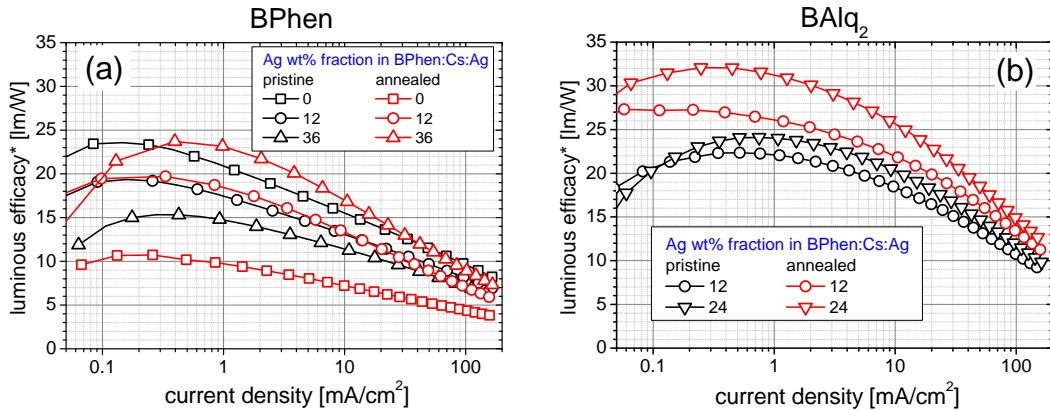 BPhen
(a)
Ag wt% fraction in BPhen:Cs:Ag
pristine annealed
0 0
12 12
36 36
luminous efficacy* [lm/W]
35
30
25
20
15
10
5
0
0.1 1 10 100
current density [mA/cm²]
BAlq₂
(b)
Ag wt% fraction in BPhen:Cs:Ag
pristine annealed
12 12
24 24
luminous efficacy* [lm/W]
35
30
25
20
15
10
5
0
0.1 1 10 100
current density [mA/cm²]